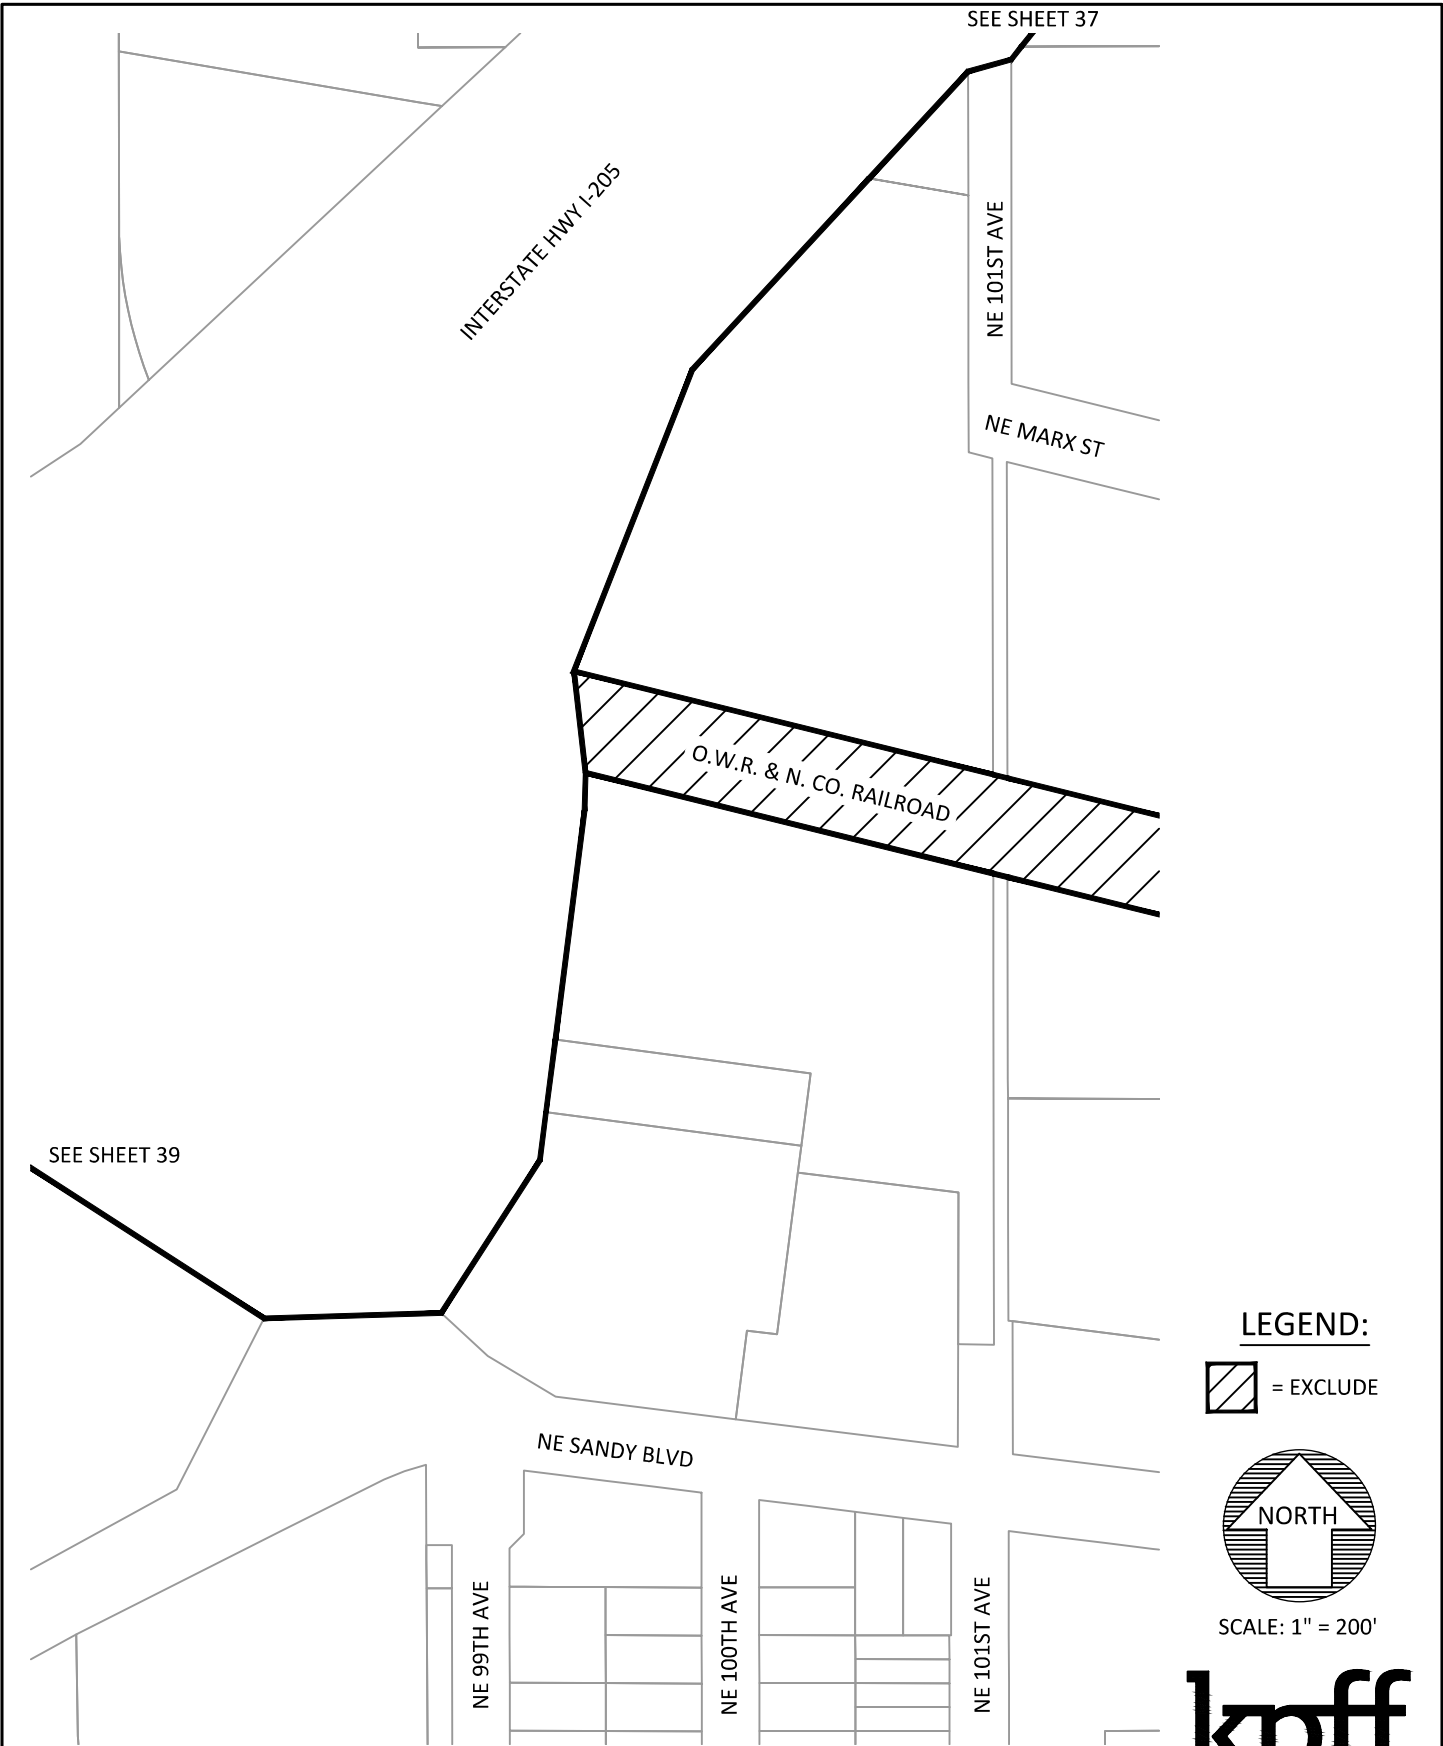 SEE SHEET 37
INTERSTATE HWY I-205
NE 101ST AVE
NE MARX ST
O.W.R. & N. CO. RAILROAD
SEE SHEET 39
LEGEND:
= EXCLUDE
NE SANDY BLVD
NORTH
NE 99TH AVE
NE 100TH AVE
NE 101ST AVE
SCALE: 1" = 200'
kpff